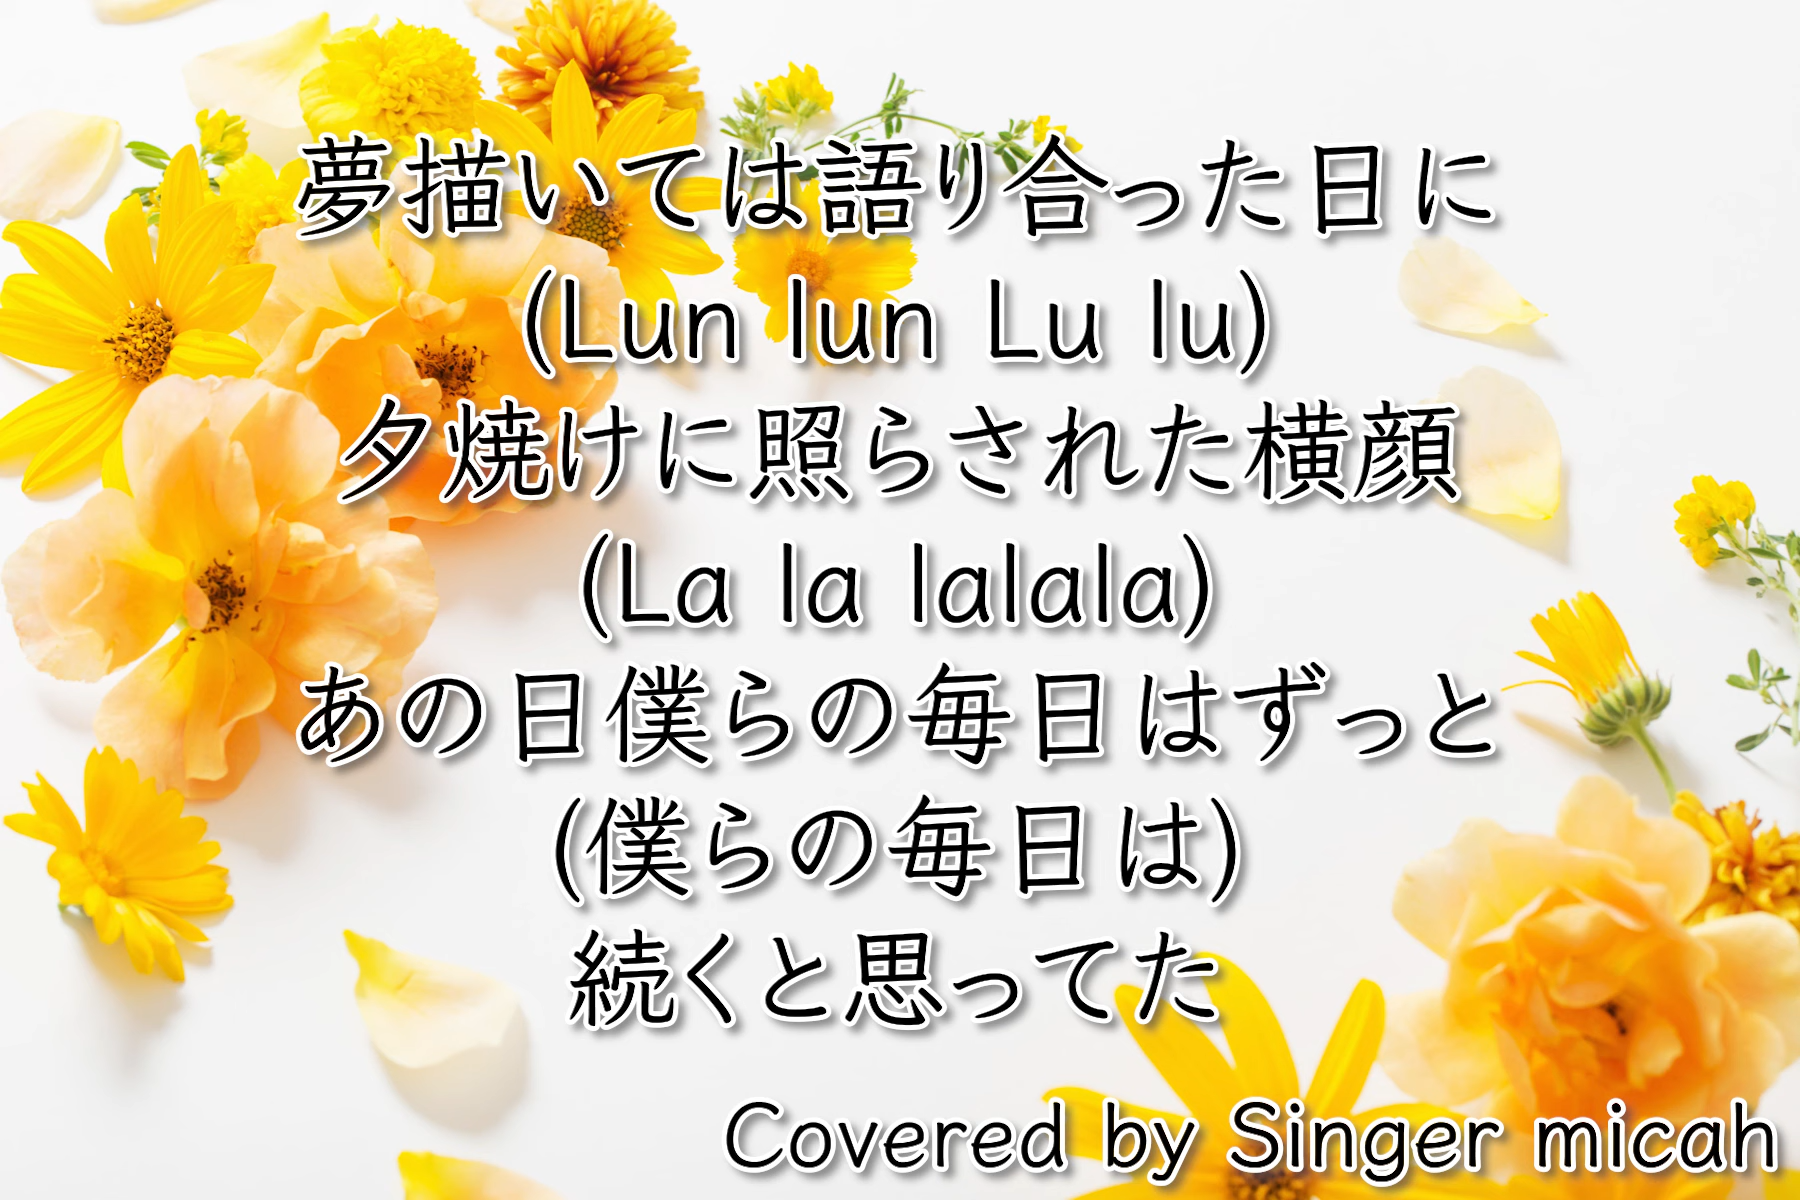 夢描いては語り合った日に
(Lun lun Lu lu)
夕焼けに照らされた横顔
(La la lalala)
あの日僕らの毎日はずっと
(僕らの毎日は)
続くと思ってた
Covered by Singer micah